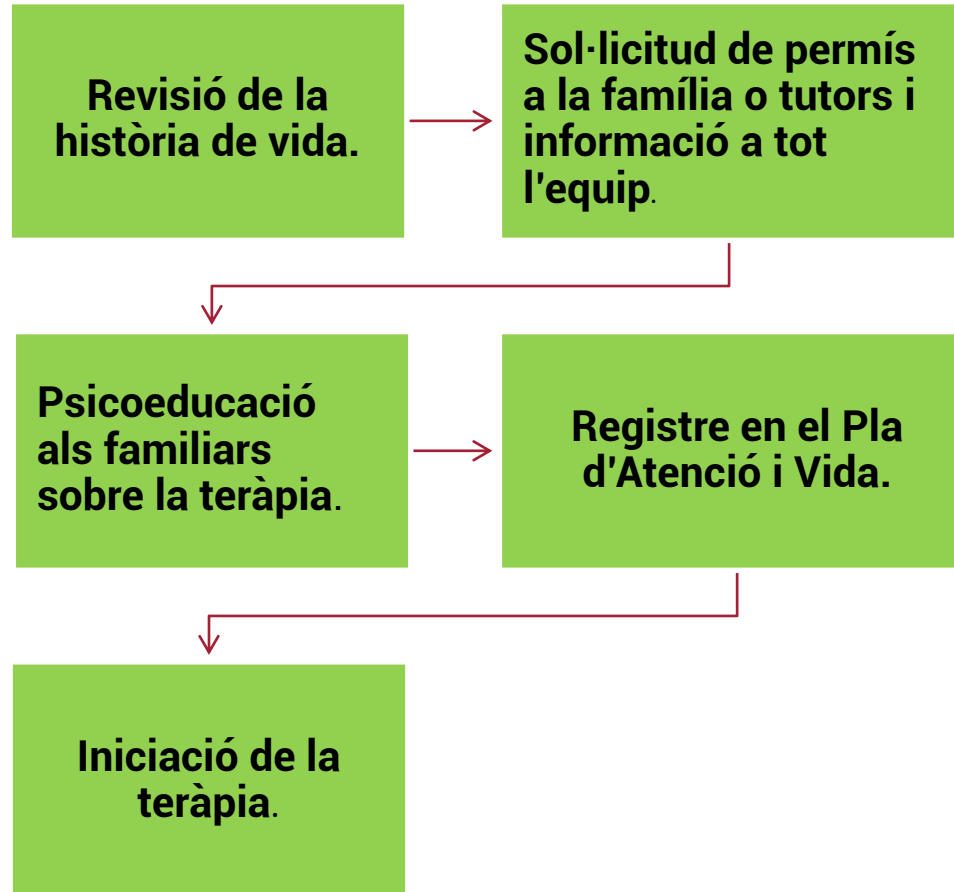 Revisió de la
història de vida.
Sol·licitud de permís
a la família o tutors i
informació a tot
l'equip.
Psicoeducació
als familiars
sobre la teràpia.
Registre en el Pla
d'Atenció i Vida.
Iniciació de la
teràpia.